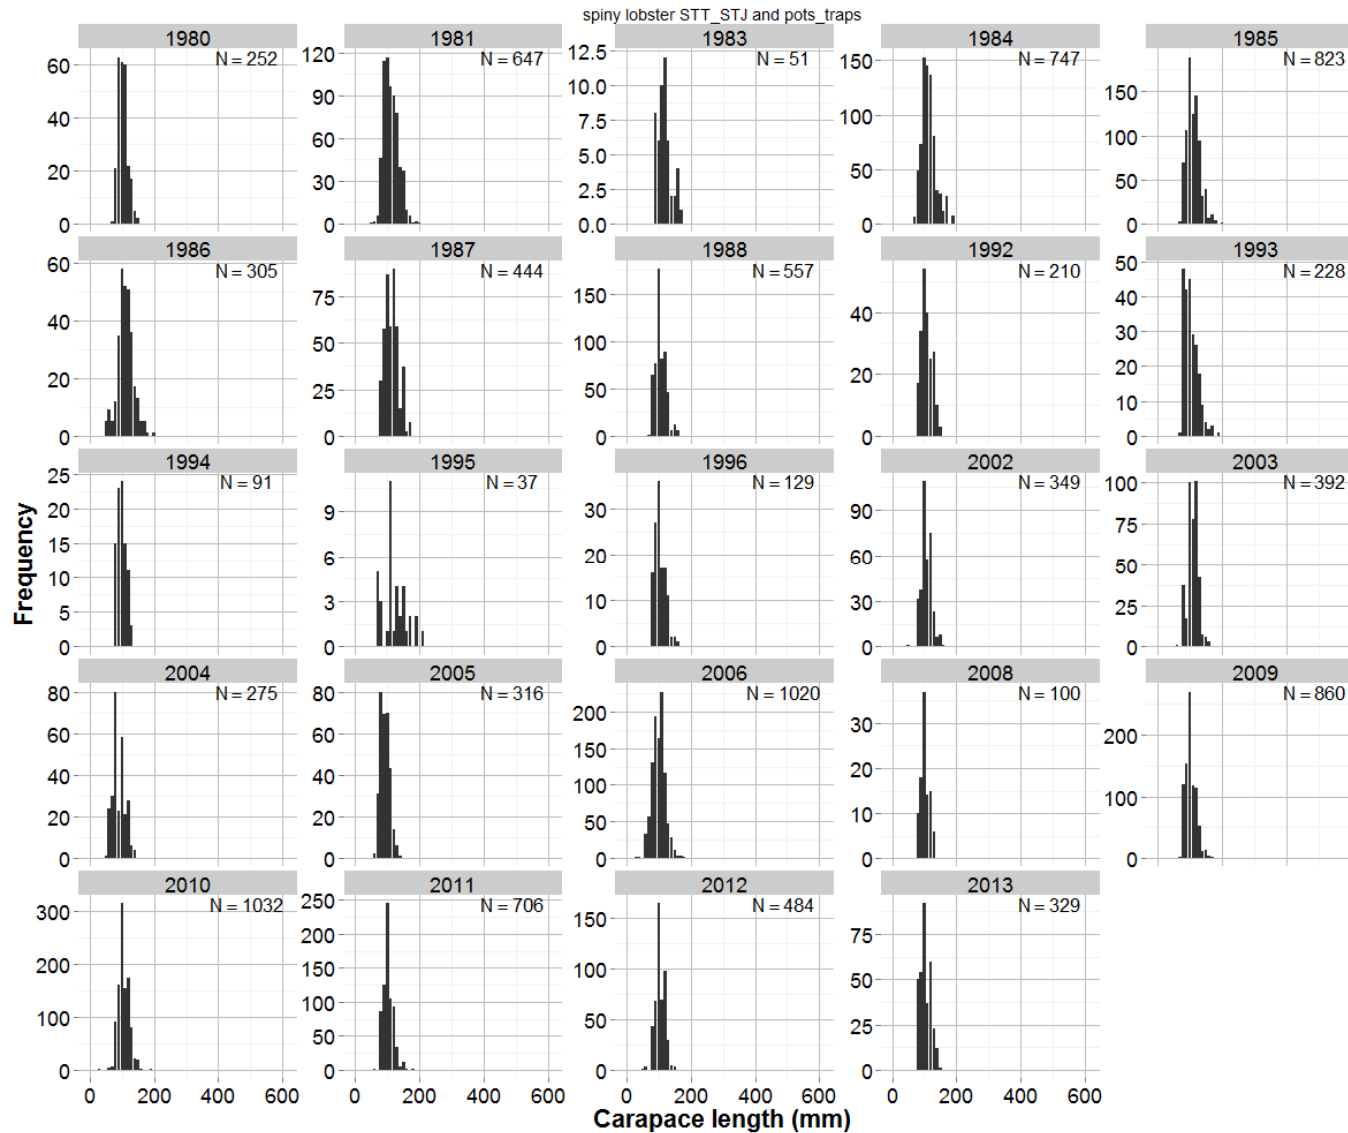 spiny lobster STT_STJ and pots_traps
1980 1981 1983 1984 1985
N = 252 N = 647 N = 51 N = 747 N = 823
60 40 20 0
120 90 60 30 0
12.5 10.0 7.5 5.0 2.5 0.0
150 100 50 0
150 100 50 0
1986 1987 1988 1992 1993
N = 305 N = 444 N = 557 N = 210 N = 228
60 40 20 0
75 50 25 0
150 100 50 0
40 20 0
50 40 30 20 10 0
1994 1995 1996 2002 2003
N = 91 N = 37 N = 129 N = 349 N = 392
25 20 15 10 5 0
9 6 3 0
30 20 10 0
90 60 30 0
100 75 50 25 0
Frequency
2004 2005 2006 2008 2009
N = 275 N = 316 N = 1020 N = 100 N = 860
80 60 40 20 0
80 60 40 20 0
200 150 100 50 0
30 20 10 0
200 100 0
2010 2011 2012 2013
N = 1032 N = 706 N = 484 N = 329
300 200 100 0
250 200 150 100 50 0
150 100 50 0
75 50 25 0
0 200 400 600 0 200 400 600 0 200 400 600 0 200 400 600
Carapace length (mm)